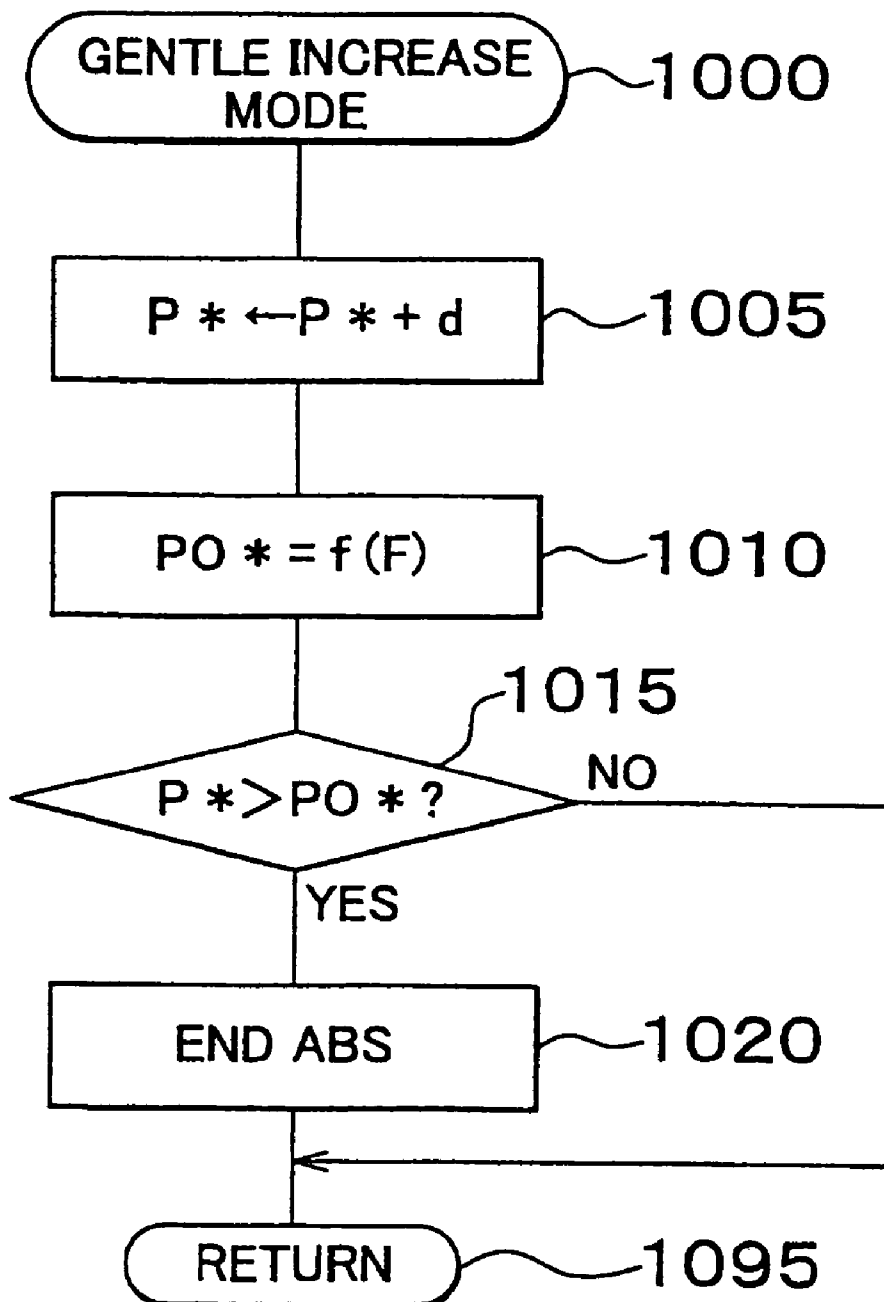 GENTLE INCREASE
MODE
1000
P * ←P * + d
1005
PO * = f (F)
1010
1015
P *＞PO * ?
NO
YES
END ABS
1020
RETURN
1095